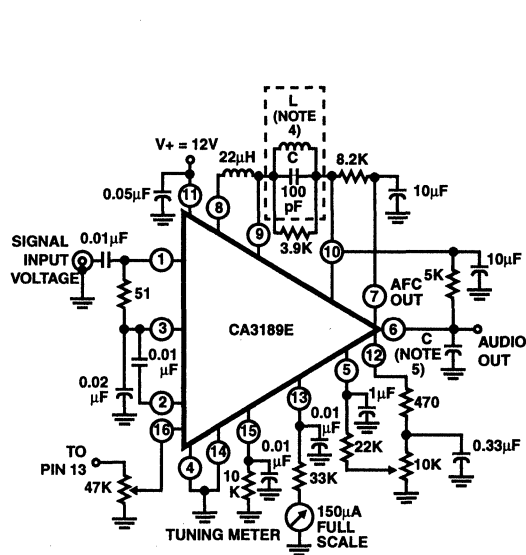 L
(NOTE
4)
V+ = 12V
22µH
C
100
pF
8.2K
0.05µF
11
8
9
3.9K
10µF
10
SIGNAL
INPUT
VOLTAGE
0.01µF
1
51
10µF
5K
7
AFC
OUT
3
CA3189E
6
AUDIO
OUT
C
(NOTE
5)
12
0.01
µF
0.02
µF
2
5
13
1µF
470
16
15
0.01
µF
14
4
TO
PIN 13
47K
0.01
µF
10
K
33K
22K
10K
0.33µF
150µA
FULL
SCALE
TUNING METER